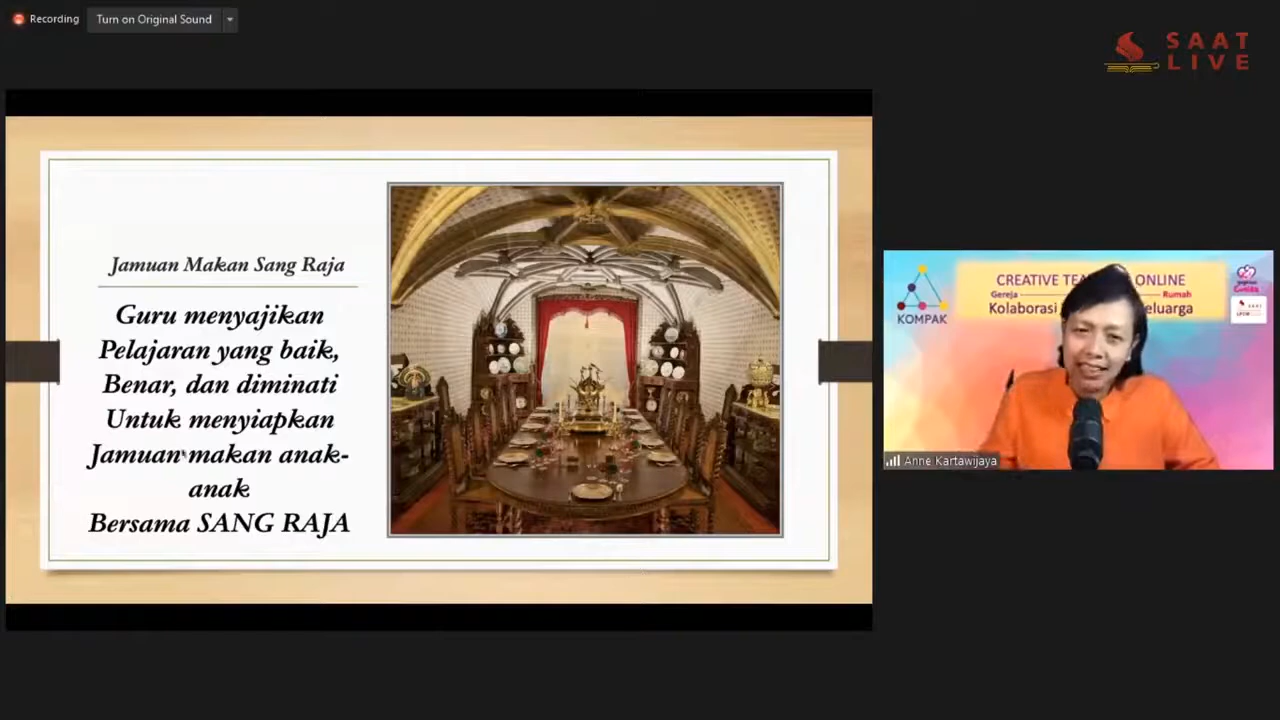 Recording
Turn on Original Sound
SAAT
LIVE
Jamuan Makan Sang Raja
Guru menyajikan
Pelajaran yang baik,
Benar, dan diminati
Untuk menyiapkan
Jamuan makan anak-
anak
Bersama SANG RAJA
KOMPAK
CREATIVE TEA ONLINE
Gereja
Rumah
Kolaborasi eluarga
Anne Kartawijaya